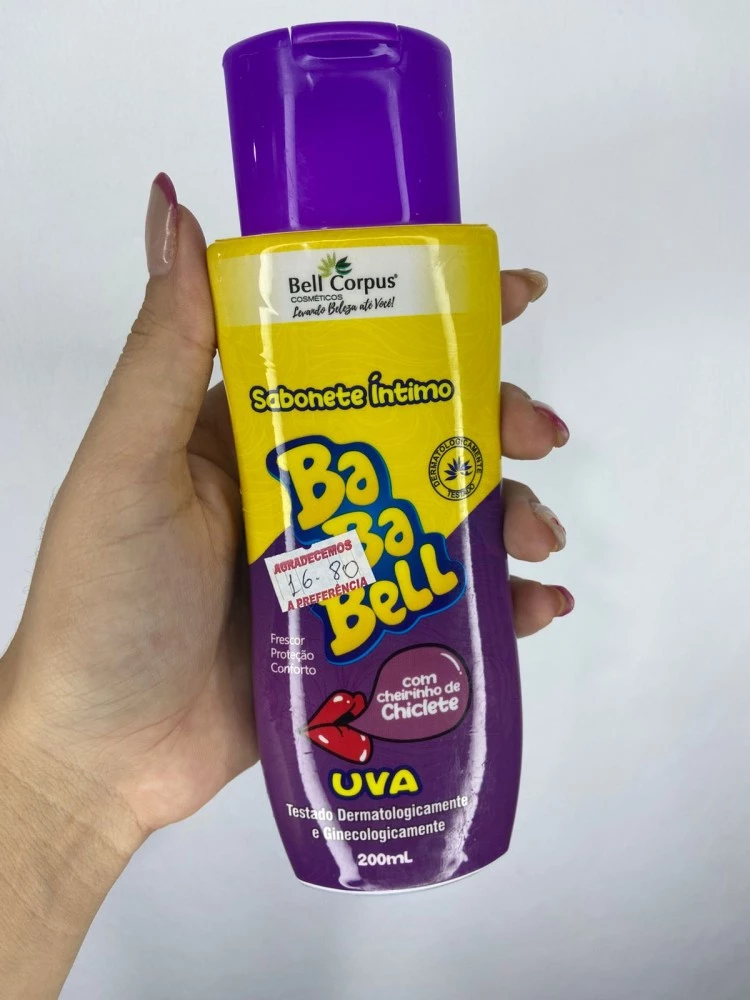 Bell Corpus®
COSMÉTICOS
Levando Beleza até Você!
Sabonete Íntimo
DERMATOLOGICAMENTE
TESTADO
Ba
Ba
Bell
AGRADECEMOS
16-80
A PREFERÊNCIA
Frescor
Proteção
Conforto
com
cheirinho de
Chiclete
UVA
Testado Dermatologicamente
e Ginecologicamente
200mL